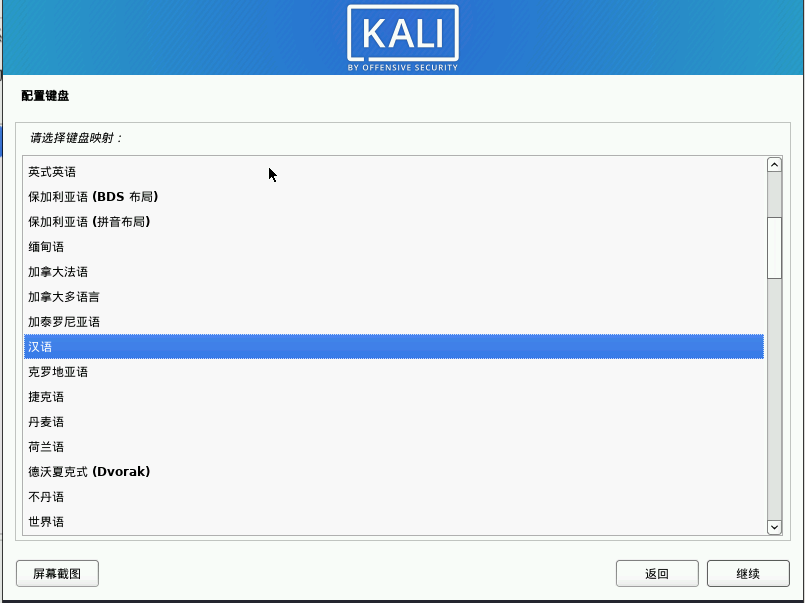 KALI
BY OFFENSIVE SECURITY
配置键盘
请选择键盘映射：
英式英语
保加利亚语 (BDS 布局)
保加利亚语 (拼音布局)
缅甸语
加拿大法语
加拿大多语言
加泰罗尼亚语
汉语
克罗地亚语
捷克语
丹麦语
荷兰语
德沃夏克式 (Dvorak)
不丹语
世界语
屏幕截图 返回 继续